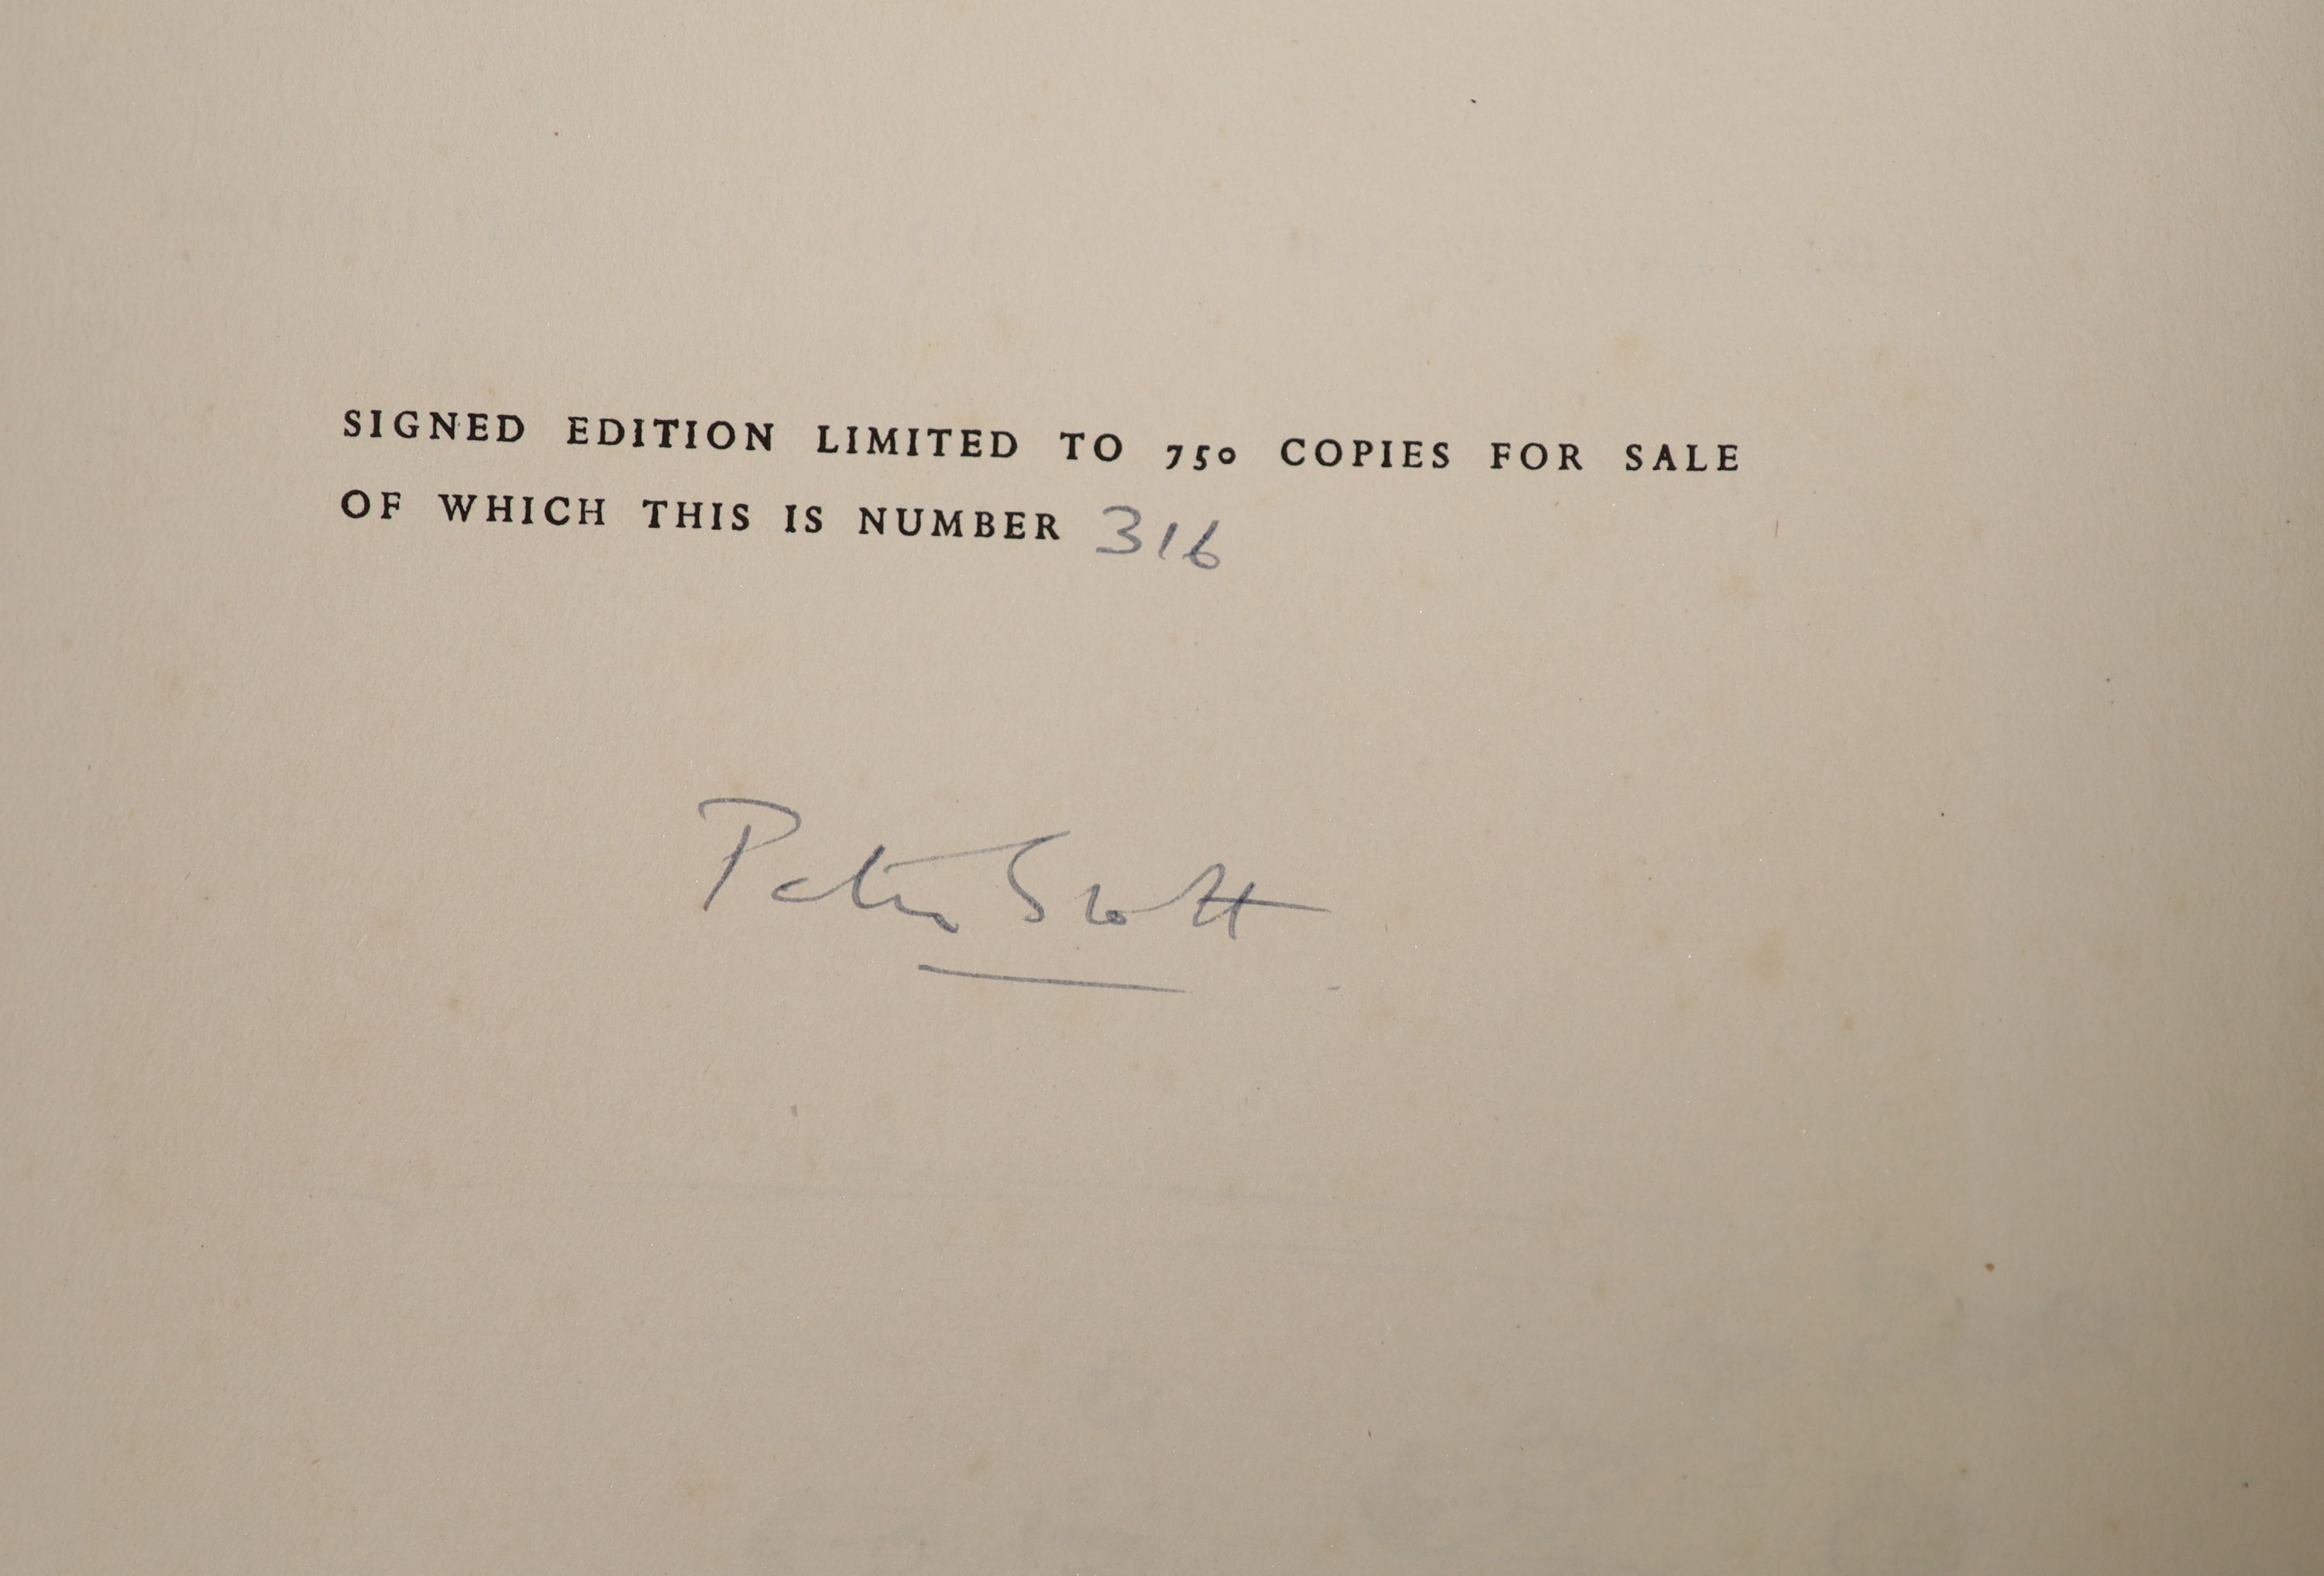 SIGNED EDITION LIMITED TO 750 COPIES FOR SALE
OF WHICH THIS IS NUMBER 316
Peter Scott